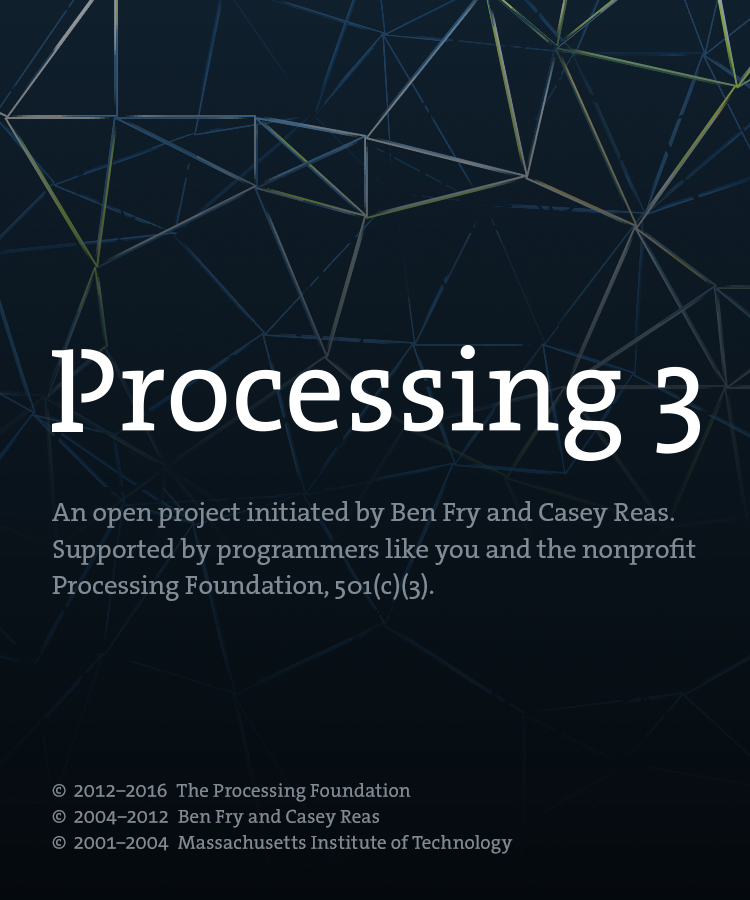 Processing 3
An open project initiated by Ben Fry and Casey Reas.
Supported by programmers like you and the nonprofit
Processing Foundation, 501(c)(3).
© 2012–2016 The Processing Foundation
© 2004–2012 Ben Fry and Casey Reas
© 2001–2004 Massachusetts Institute of Technology